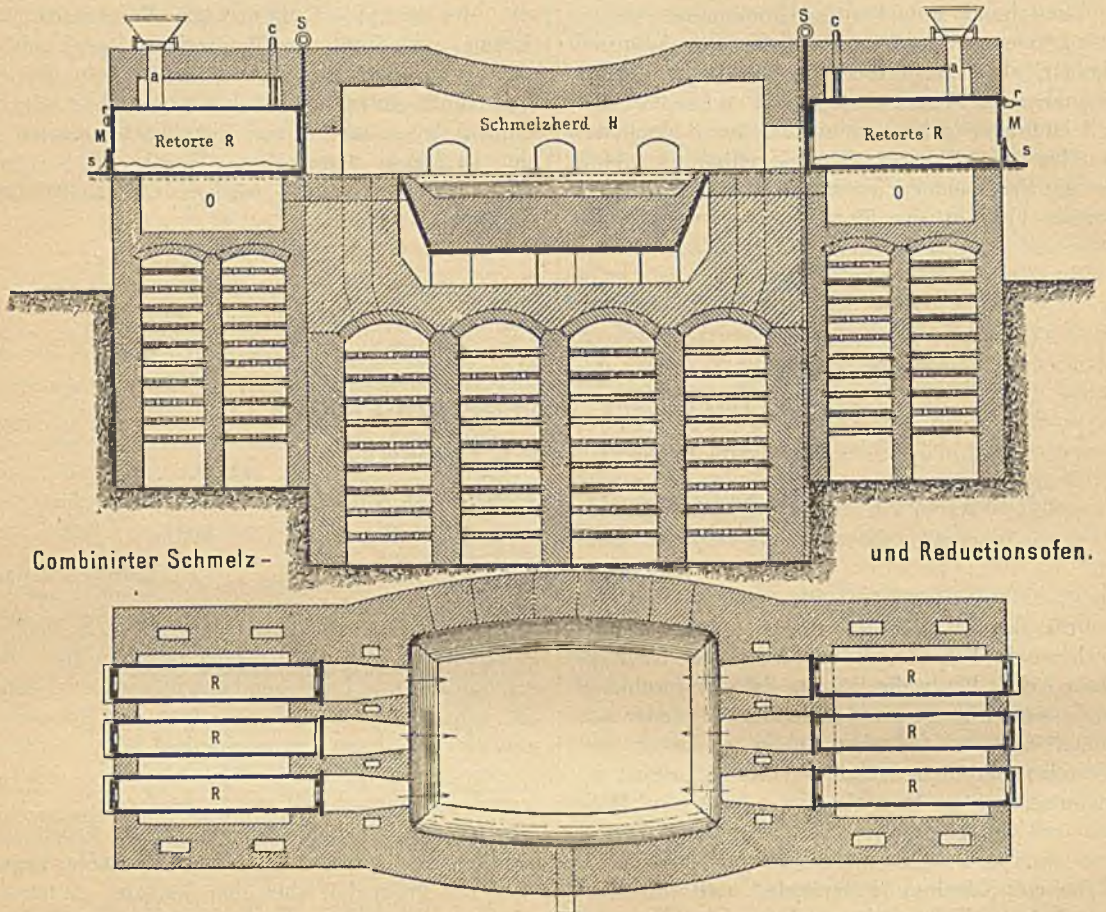 c S S c
a a
r r
M Retorte R Schmelzherd H Retorte R M
s s
O O
Combinirter Schmelz- und Reductionsofen.
R R
R R
R R